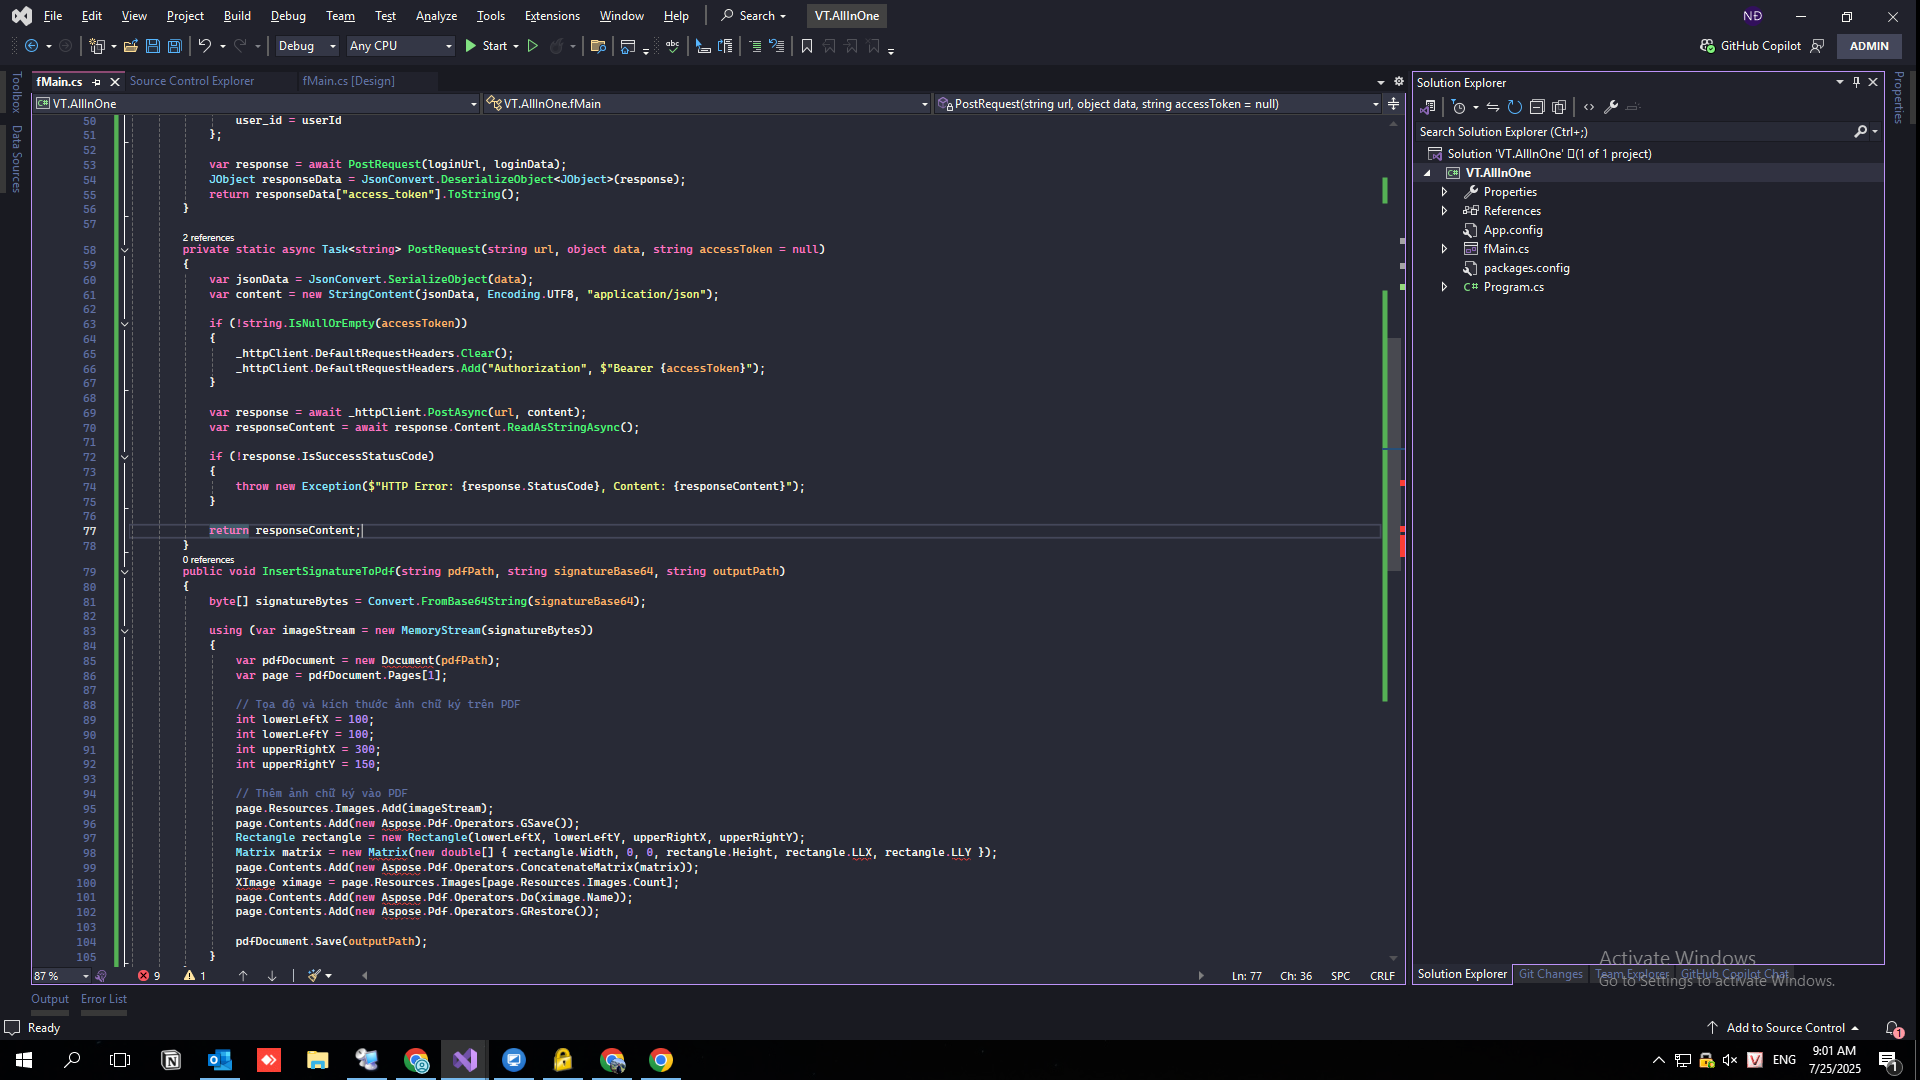 File Edit View Project Build Debug Team Test Analyze Tools Extensions Window Help Search VT.AllInOne NĐ
Debug Any CPU Start abc GitHub Copilot ADMIN
fMain.cs Source Control Explorer fMain.cs [Design]
C# VT.AllInOne VT.AllInOne.fMain PostRequest(string url, object data, string accessToken = null)
Toolbox
Data Sources
50 user_id = userId
51 };
52
53 var response = await PostRequest(loginUrl, loginData);
54 JObject responseData = JsonConvert.DeserializeObject<JObject>(response);
55 return responseData["access_token"].ToString();
56 }
57
2 references
58 private static async Task<string> PostRequest(string url, object data, string accessToken = null)
59 {
60 var jsonData = JsonConvert.SerializeObject(data);
61 var content = new StringContent(jsonData, Encoding.UTF8, "application/json");
62
63 if (!string.IsNullOrEmpty(accessToken))
64 {
65 _httpClient.DefaultRequestHeaders.Clear();
66 _httpClient.DefaultRequestHeaders.Add("Authorization", $"Bearer {accessToken}");
67 }
68
69 var response = await _httpClient.PostAsync(url, content);
70 var responseContent = await response.Content.ReadAsStringAsync();
71
72 if (!response.IsSuccessStatusCode)
73 {
74 throw new Exception($"HTTP Error: {response.StatusCode}, Content: {responseContent}");
75 }
76
77 return responseContent;
78 }
0 references
79 public void InsertSignatureToPdf(string pdfPath, string signatureBase64, string outputPath)
80 {
81 byte[] signatureBytes = Convert.FromBase64String(signatureBase64);
82
83 using (var imageStream = new MemoryStream(signatureBytes))
84 {
85 var pdfDocument = new Document(pdfPath);
86 var page = pdfDocument.Pages[1];
87
88 // Tọa độ và kích thước ảnh chữ ký trên PDF
89 int lowerLeftX = 100;
90 int lowerLeftY = 100;
91 int upperRightX = 300;
92 int upperRightY = 150;
93
94 // Thêm ảnh chữ ký vào PDF
95 page.Resources.Images.Add(imageStream);
96 page.Contents.Add(new Aspose.Pdf.Operators.GSave());
97 Rectangle rectangle = new Rectangle(lowerLeftX, lowerLeftY, upperRightX, upperRightY);
98 Matrix matrix = new Matrix(new double[] { rectangle.Width, 0, 0, rectangle.Height, rectangle.LLX, rectangle.LLY });
99 page.Contents.Add(new Aspose.Pdf.Operators.ConcatenateMatrix(matrix));
100 XImage ximage = page.Resources.Images[page.Resources.Images.Count];
101 page.Contents.Add(new Aspose.Pdf.Operators.Do(ximage.Name));
102 page.Contents.Add(new Aspose.Pdf.Operators.GRestore());
103
104 pdfDocument.Save(outputPath);
105 }
87 % 9 1 Ln: 77 Ch: 36 SPC CRLF
Solution Explorer
Search Solution Explorer (Ctrl+;)
Solution 'VT.AllInOne' (1 of 1 project)
C# VT.AllInOne
Properties
References
App.config
fMain.cs
packages.config
C# Program.cs
Properties
Solution Explorer Git Changes Team Explorer GitHub Copilot Chat
Activate Windows
Go to Settings to activate Windows.
Output Error List
Ready Add to Source Control 1
V ENG 9:01 AM
7/25/2025 1